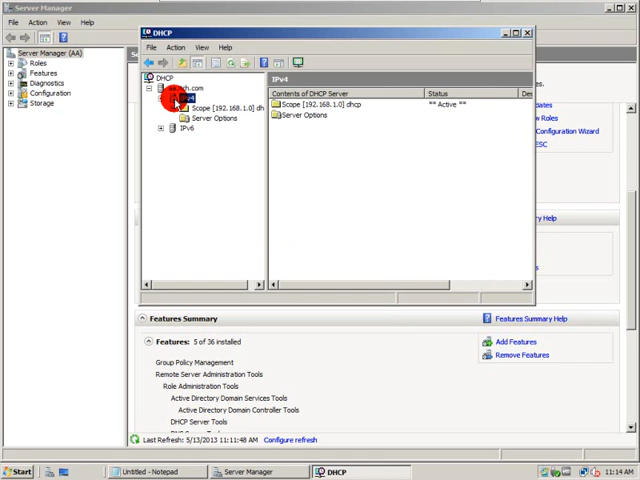 Server Manager
File Action View Help
Server Manager (AA)
Roles
Features
Diagnostics
Configuration
Storage
DHCP
File Action View Help
DHCP
IPv4
Scope [192.168.1.0] dh
Server Options
IPv6
IPv4
Contents of DHCP Server Status
Scope [192.168.1.0] dhcp ** Active **
Server Options
Roles
Configuration Wizard
ESC
Help
Features Summary
Features Summary Help
Features: 5 of 36 installed
Add Features
Remove Features
Group Policy Management
Remote Server Administration Tools
Role Administration Tools
Active Directory Domain Services Tools
Active Directory Domain Controller Tools
DHCP Server Tools
Last Refresh: 5/13/2013 11:11:48 AM Configure refresh
Start
Untitled - Notepad
Server Manager
DHCP
11:14 AM